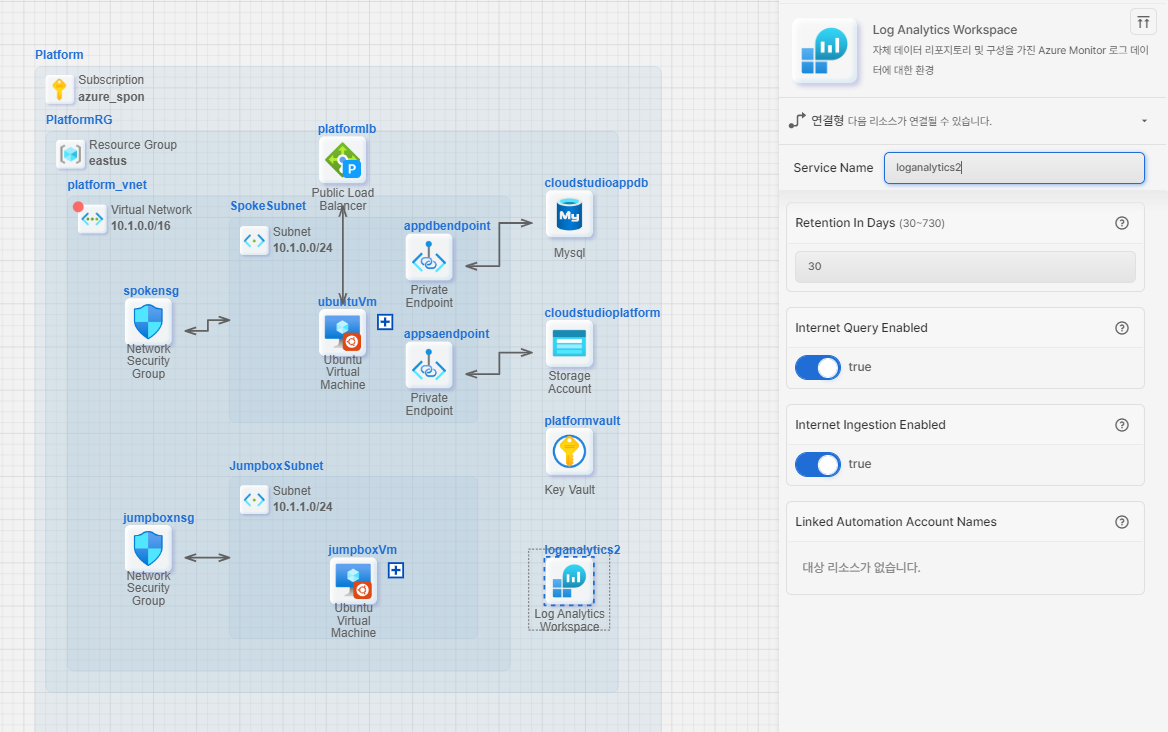 Platform
Subscription
azure_spon
PlatformRG
Resource Group
eastus
platform_vnet
Virtual Network
10.1.0.0/16
platformlb
Public Load
Balancer
SpokeSubnet
Subnet
10.1.0.0/24
appdbendpoint
Private
Endpoint
cloudstudioappdb
My
Mysql
spokensg
Network
Security
Group
ubuntuVm
Ubuntu
Virtual
Machine
appsaendpoint
Private
Endpoint
cloudstudioplatform
Storage
Account
platformvault
Key Vault
JumpboxSubnet
Subnet
10.1.1.0/24
jumpboxnsg
Network
Security
Group
jumpboxVm
Ubuntu
Virtual
Machine
loganalytics2
Log Analytics
Workspace
Log Analytics Workspace
자체 데이터 리포지토리 및 구성을 가진 Azure Monitor 로그 데이
터에 대한 환경
연결형 다음 리소스가 연결될 수 있습니다.
Service Name
loganalytics2
Retention In Days (30~730)
30
Internet Query Enabled
true
Internet Ingestion Enabled
true
Linked Automation Account Names
대상 리소스가 없습니다.